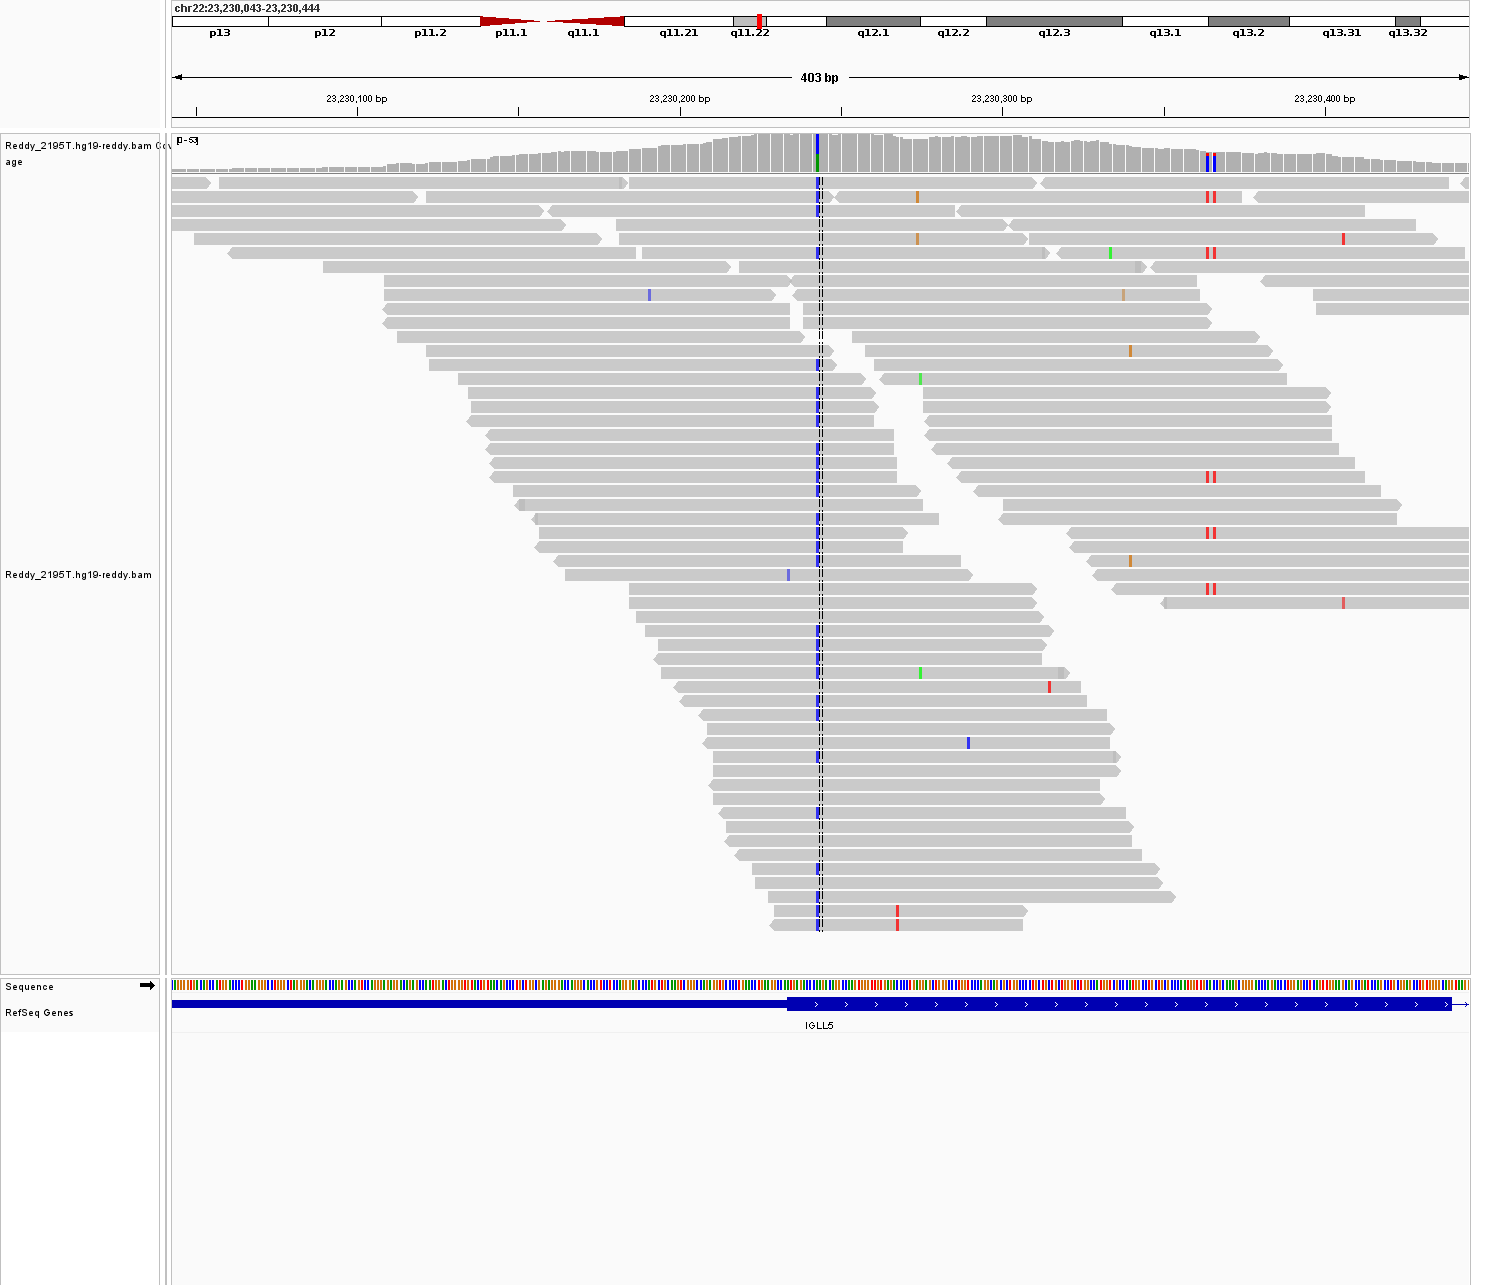 chr22:23,230,043-23,230,444
p13 p12 p11.2 p11.1 q11.1 q11.21 q11.22 q12.1 q12.2 q12.3 q13.1 q13.2 q13.31 q13.32
403 bp
23,230,100 bp 23,230,200 bp 23,230,300 bp 23,230,400 bp
Reddy_2195T.hg19-reddy.bam Cov
age
Reddy_2195T.hg19-reddy.bam
Sequence
RefSeq Genes
IGLL5